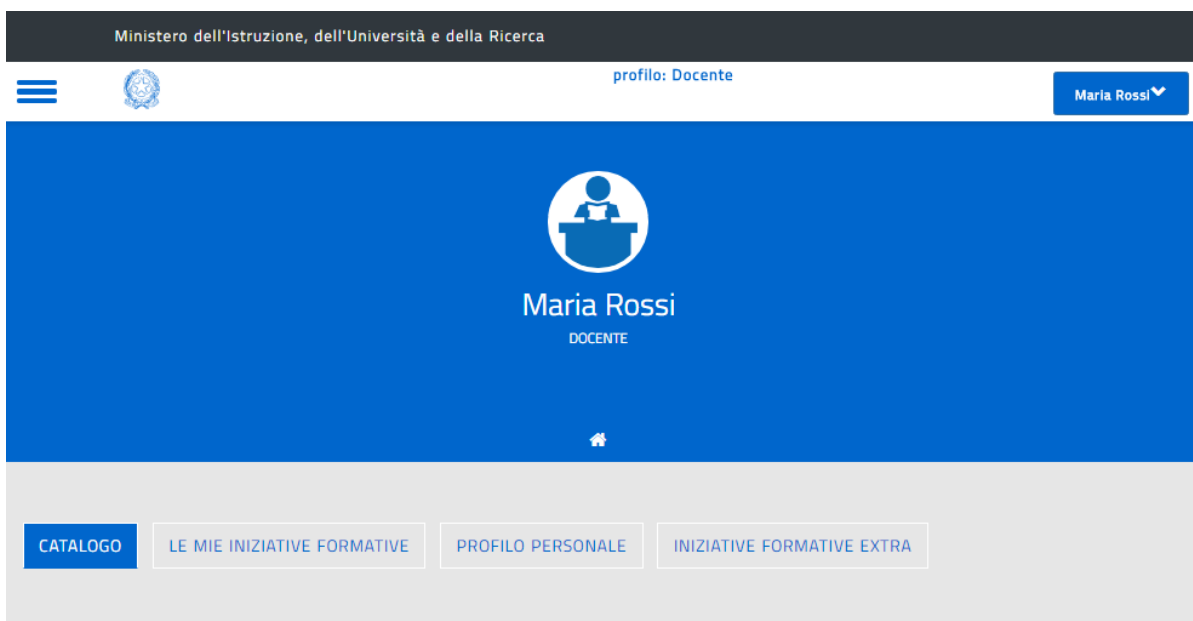 Ministero dell'Istruzione, dell'Università e della Ricerca
profilo: Docente
Maria Rossi
Maria Rossi
DOCENTE
CATALOGO
LE MIE INIZIATIVE FORMATIVE
PROFILO PERSONALE
INIZIATIVE FORMATIVE EXTRA